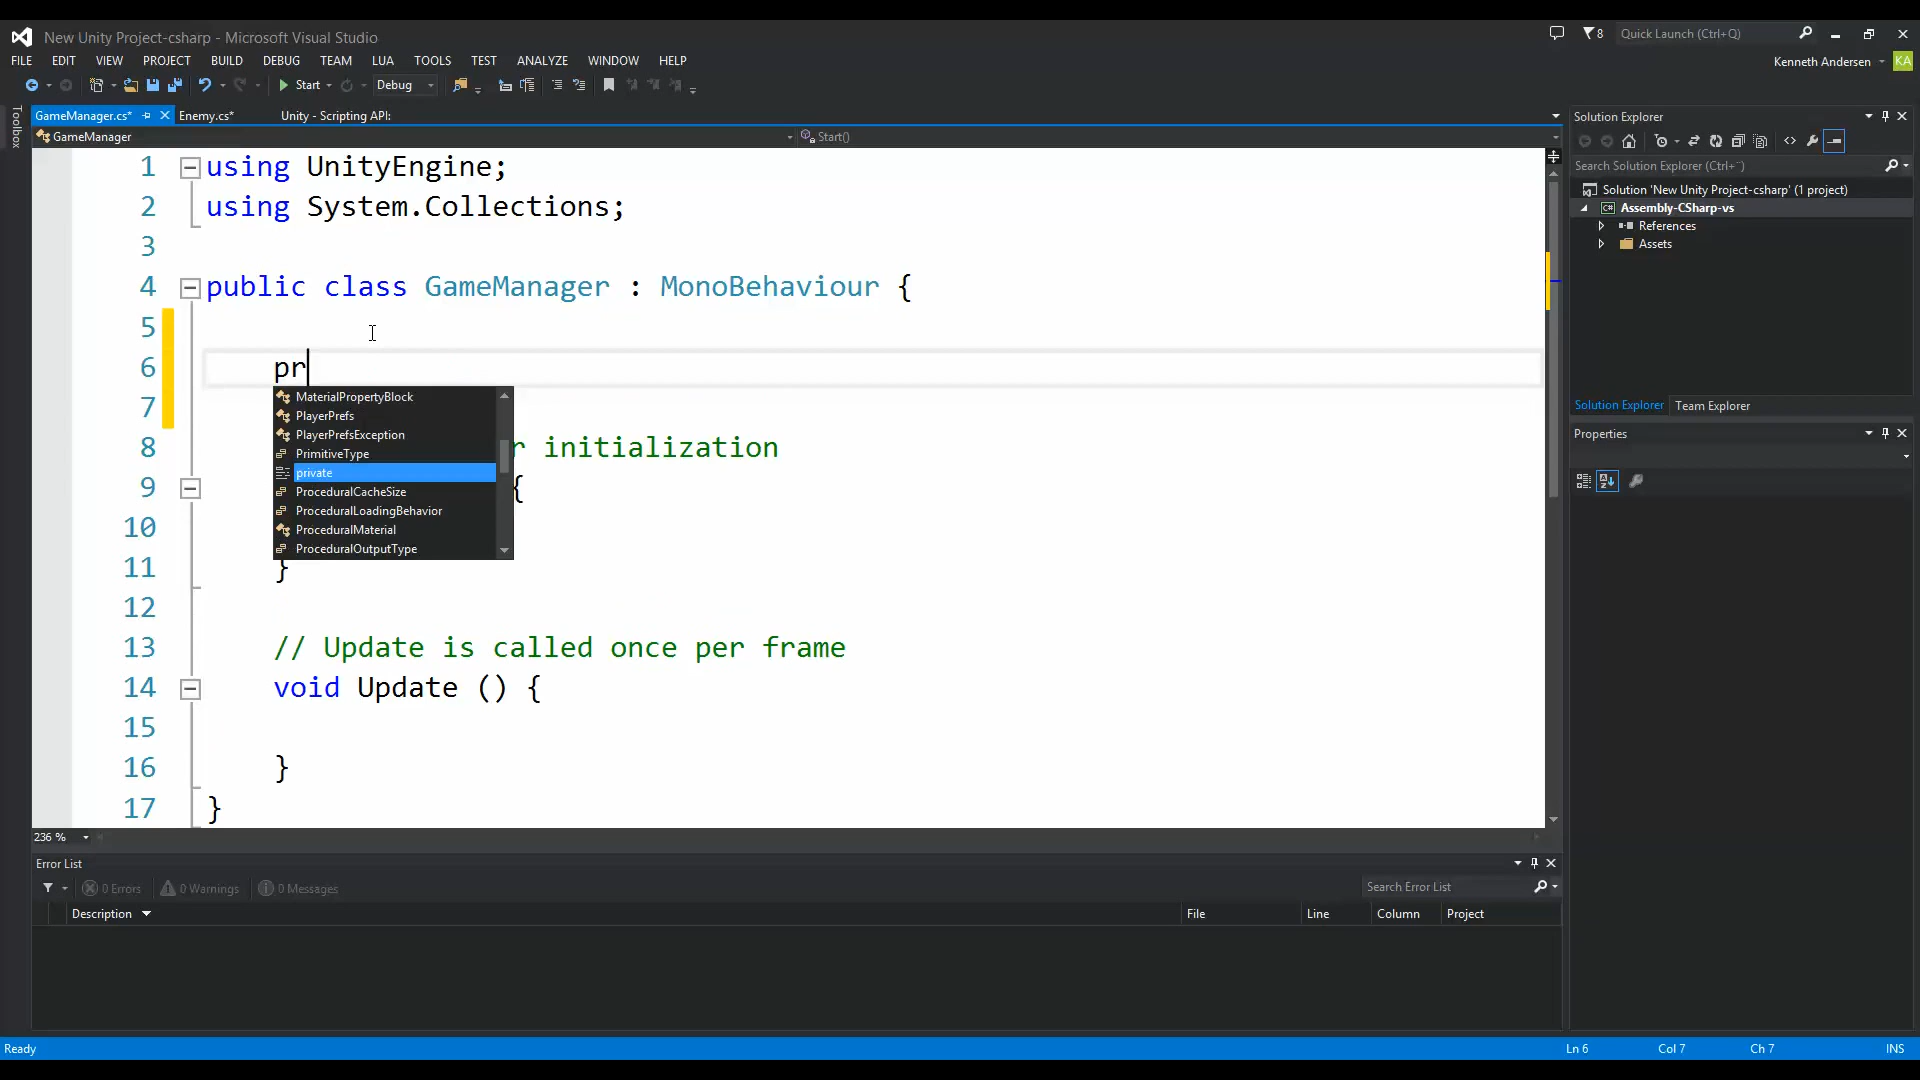 New Unity Project-csharp - Microsoft Visual Studio
8
Quick Launch (Ctrl+Q)
FILE EDIT VIEW PROJECT BUILD DEBUG TEAM LUA TOOLS TEST ANALYZE WINDOW HELP
Kenneth Andersen
KA
Start
Debug
Toolbox
GameManager.cs*
Enemy.cs*
Unity - Scripting API:
GameManager
Start()
1 using UnityEngine;
2 using System.Collections;
3
4 public class GameManager : MonoBehaviour {
5
6 pr
7
MaterialPropertyBlock
PlayerPrefs
PlayerPrefsException
PrimitiveType
private
ProceduralCacheSize
ProceduralLoadingBehavior
ProceduralMaterial
ProceduralOutputType
8 r initialization
9 {
10
11 }
12
13 // Update is called once per frame
14 void Update () {
15
16 }
17 }
236 %
Error List
0 Errors
0 Warnings
0 Messages
Search Error List
Description File Line Column Project
Solution Explorer
Search Solution Explorer (Ctrl+¨)
Solution 'New Unity Project-csharp' (1 project)
C# Assembly-CSharp-vs
References
Assets
Solution Explorer Team Explorer
Properties
Ready
Ln 6 Col 7 Ch 7 INS